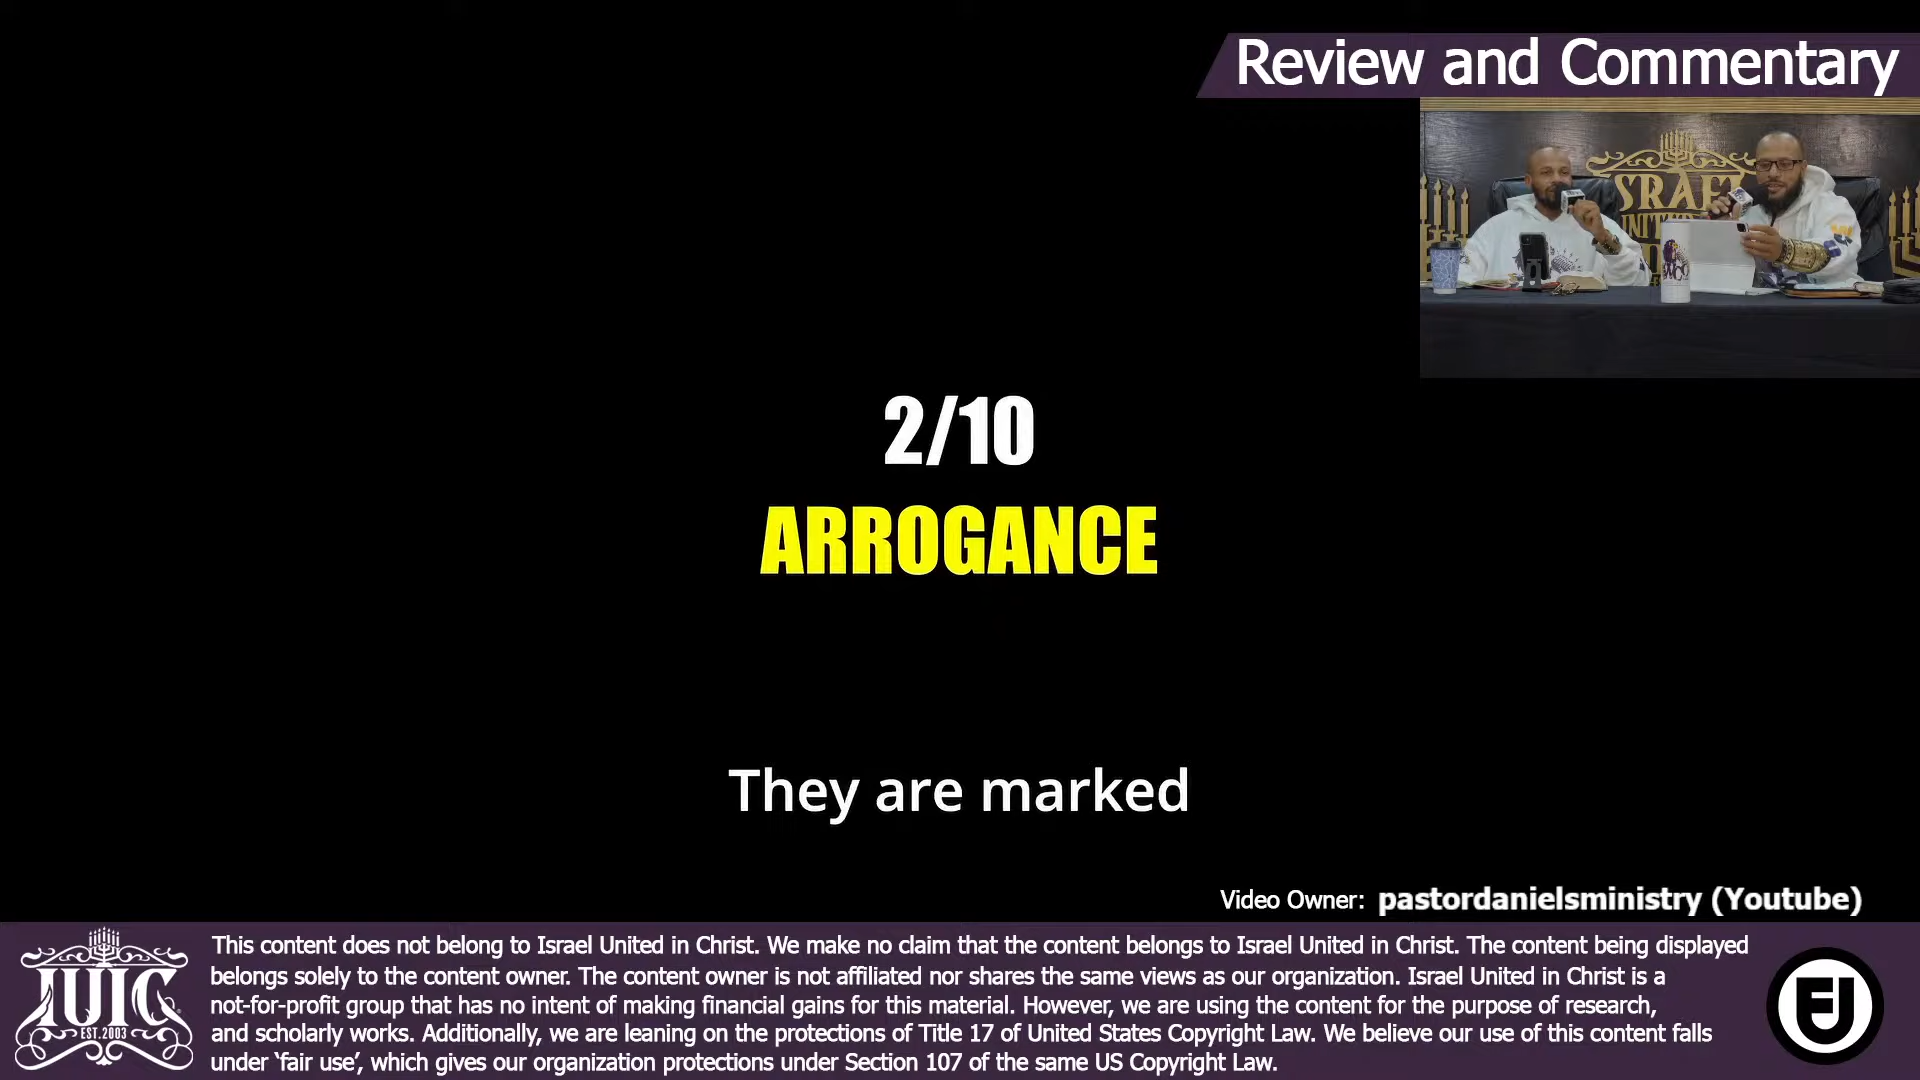 Review and Commentary
2/10
ARROGANCE
They are marked
Video Owner: pastordanielsministry (Youtube)
This content does not belong to Israel United in Christ. We make no claim that the content belongs to Israel United in Christ. The content being displayed
belongs solely to the content owner. The content owner is not affiliated nor shares the same views as our organization. Israel United in Christ is a
not-for-profit group that has no intent of making financial gains for this material. However, we are using the content for the purpose of research,
and scholarly works. Additionally, we are leaning on the protections of Title 17 of United States Copyright Law. We believe our use of this content falls
under ‘fair use’, which gives our organization protections under Section 107 of the same US Copyright Law.
IUIC
EST. 2003